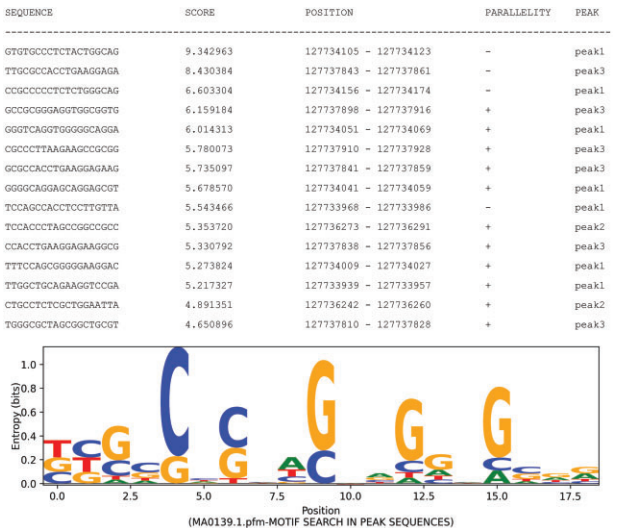 SEQUENCE SCORE POSITION PARALLELITY PEAK
GTGTGCCCTCTACTGGCAG 9.342963 127734105 - 127734123 - peak1
TTGCGCCACCTGAAGGAGA 8.430384 127737843 - 127737861 - peak3
CCGCCCCCTCTCTGGGCAG 6.603304 127734156 - 127734174 - peak1
GCCGCGGGAGGTGGCGGTG 6.159184 127737898 - 127737916 + peak3
GGGTCAGGTGGGGGCAGGA 6.014313 127734051 - 127734069 + peak1
CGCCCTTAAGAAGCCGCGG 5.780073 127737910 - 127737928 + peak3
GCGCCACCTGAAGGAGAAG 5.735097 127737841 - 127737859 + peak3
GGGGCAGGAGCAGGAGCGT 5.678570 127734041 - 127734059 + peak1
TCCAGCCACCTCCTTGTTA 5.543466 127733968 - 127733986 - peak1
TCCACCCTAGCCGGCCGCC 5.353720 127736273 - 127736291 + peak2
CCACCTGAAGGAGAAGGCG 5.330792 127737838 - 127737856 + peak3
TTTCCAGCGGGGGAAGGAC 5.273824 127734009 - 127734027 + peak1
TTGGCTGCAGAAGGTCCGA 5.217327 127733939 - 127733957 + peak1
CTGCCTCTCGCTGGAATTA 4.891351 127736242 - 127736260 + peak2
TGGGCGCTAGCGGCTGCGT 4.650896 127737810 - 127737828 + peak3
1.0
0.8
0.6
0.4
0.2
0.0
Entropy (bits)
0.0 2.5 5.0 7.5 10.0 12.5 15.0 17.5
Position
(MA0139.1.pfm-MOTIF SEARCH IN PEAK SEQUENCES)